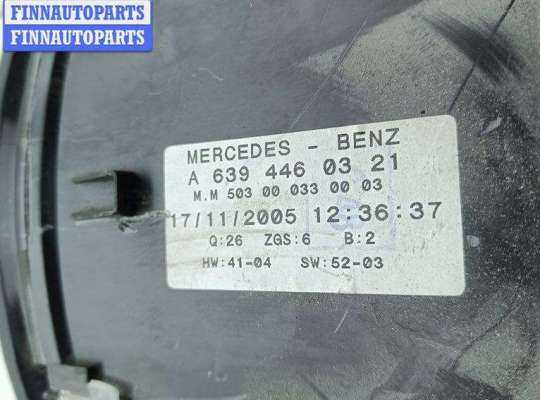 FINNAUTOPARTS
FINNAUTOPARTS
MERCEDES - BENZ
A 639 446 03 21
M.M 503 00 033 00 03
17/11/2005 12:36:37
Q:26 ZGS:6 B:2
HW:41-04 SW:52-03